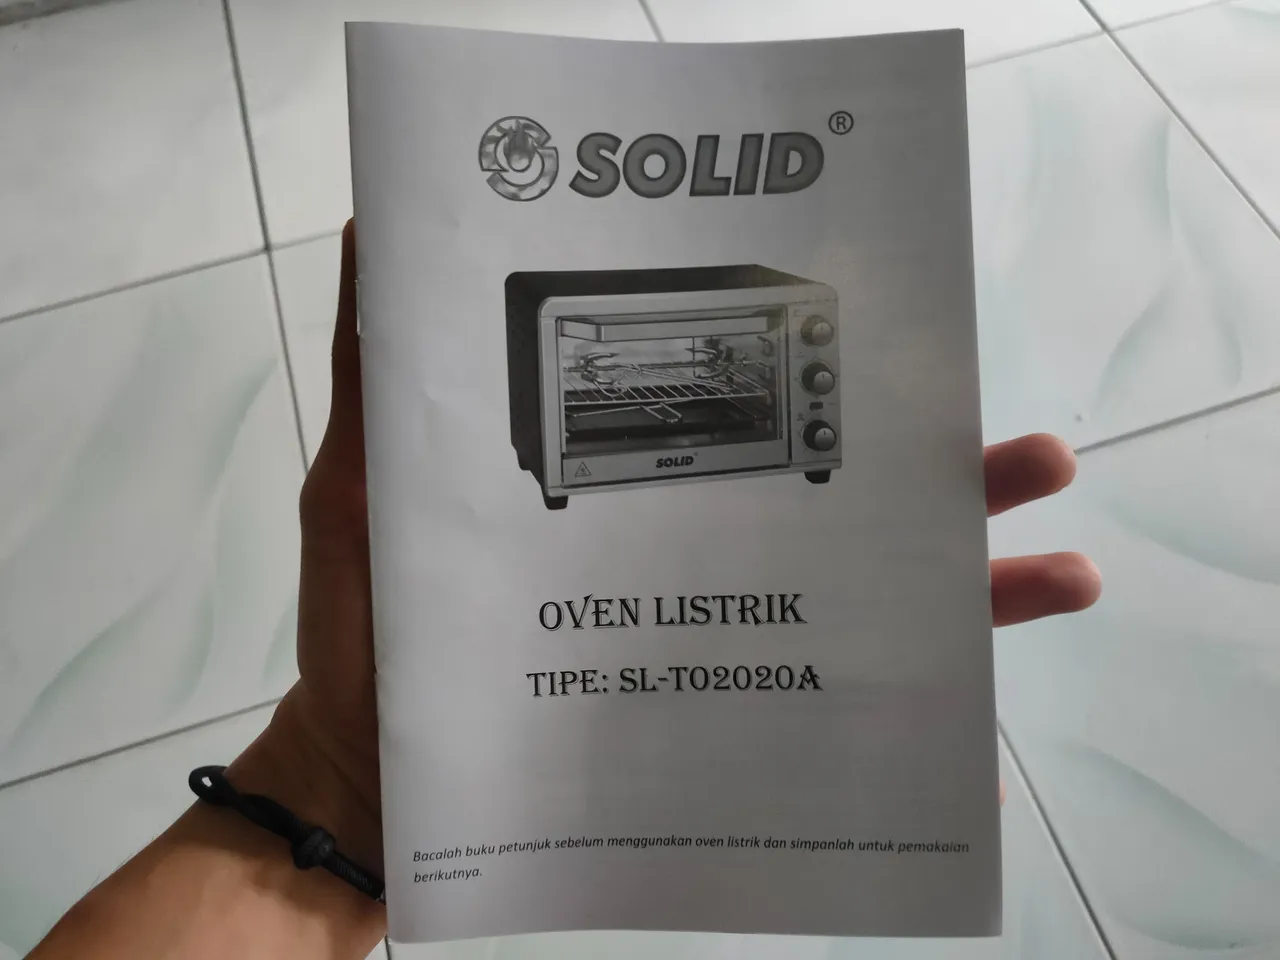 SOLID®
SOLID
OVEN LISTRIK
TIPE: SL-TO2020A
Bacalah buku petunjuk sebelum menggunakan oven listrik dan simpanlah untuk pemakaian
berikutnya.